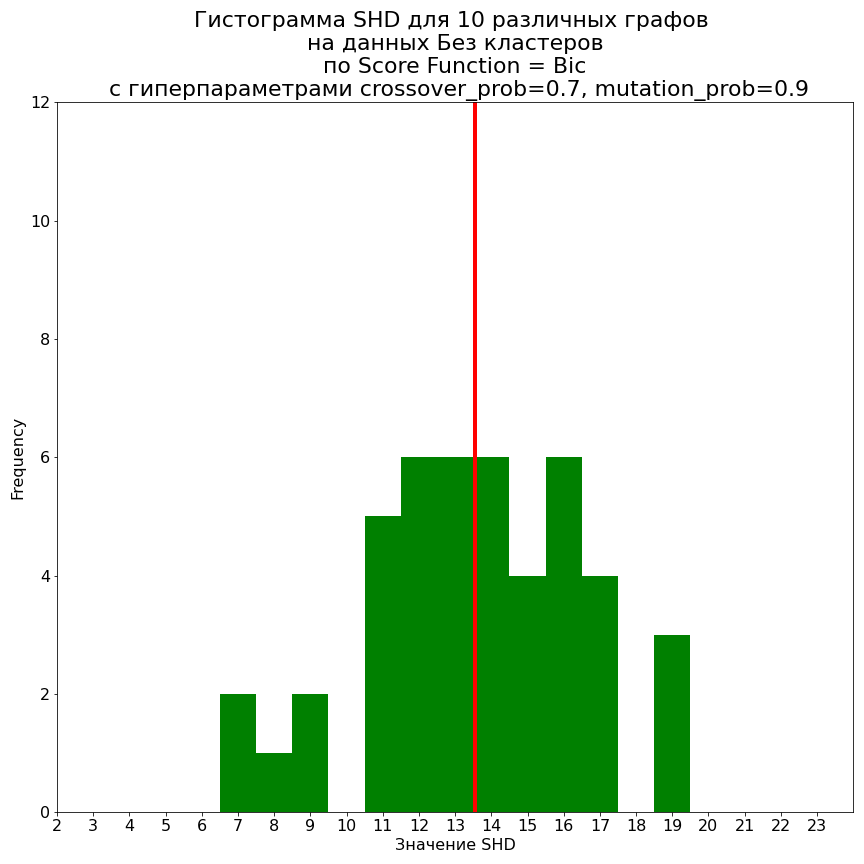 Гистограмма SHD для 10 различных графов
на данных Без кластеров
по Score Function = Bic
с гиперпараметрами crossover_prob=0.7, mutation_prob=0.9
12
10
8
6
4
2
0
Frequency
2 3 4 5 6 7 8 9 10 11 12 13 14 15 16 17 18 19 20 21 22 23
Значение SHD